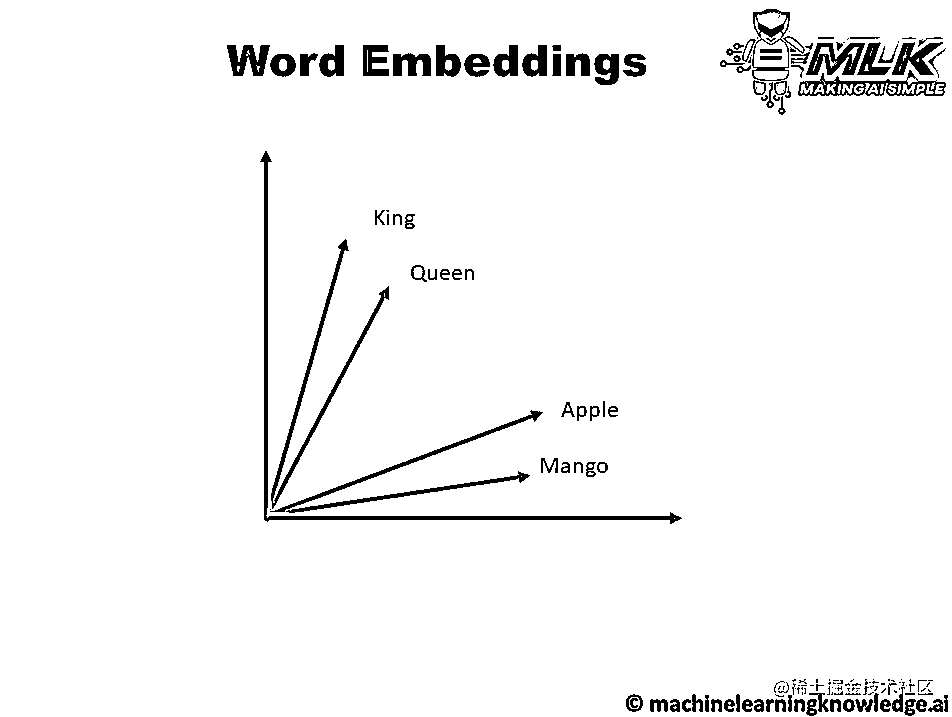 Word Embeddings
MLK
MAKING AI SIMPLE
King
Queen
Apple
Mango
@稀土掘金技术社区
© machinelearningknowledge.ai